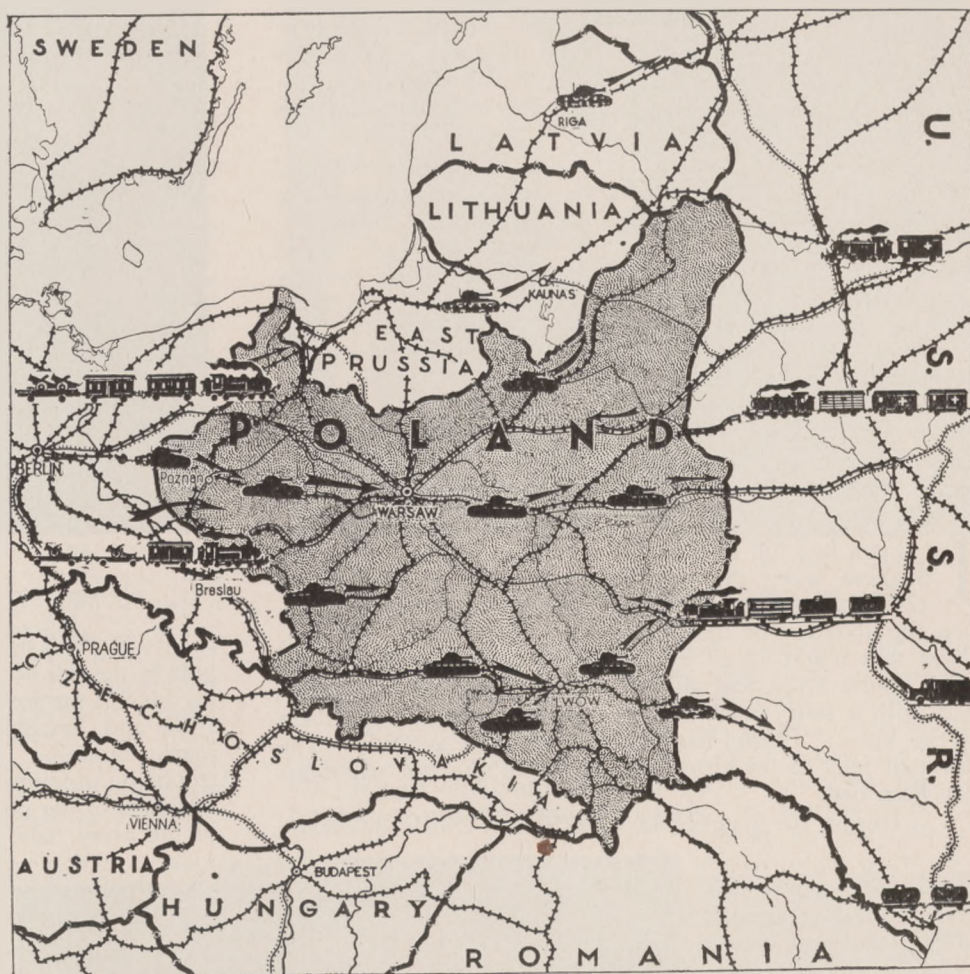 SWEDEN
RIGA
LATVIA
LITHUANIA
KAUNAS
EAST
PRUSSIA
POLAND
BERLIN
Poznań
WARSAW
Breslau
PRAGUE
CZECHOSLOVAKIA
LWOW
VIENNA
AUSTRIA
BUDAPEST
HUNGARY
ROMANIA
U.
S.
S.
R.